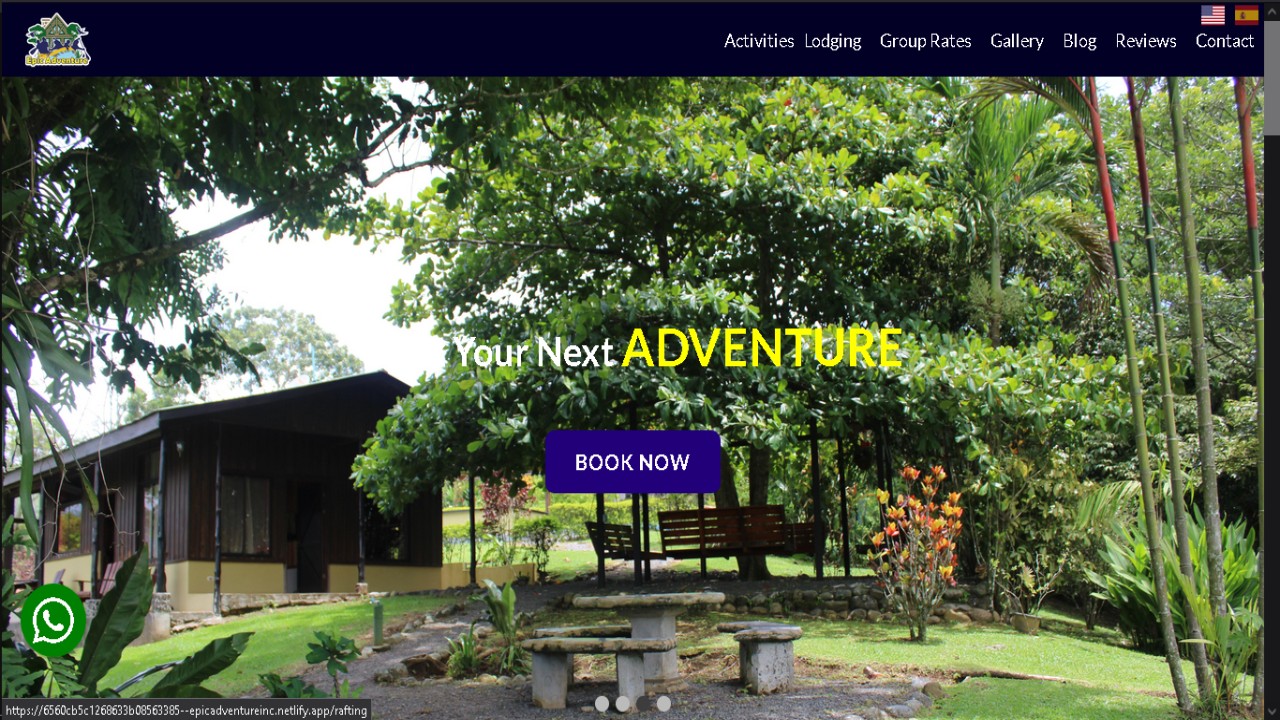 Epic Adventure
Activities Lodging Group Rates Gallery Blog Reviews Contact
Your Next ADVENTURE
BOOK NOW
https://6560cb5c1268633b08563385--epicadventureinc.netlify.app/rafting